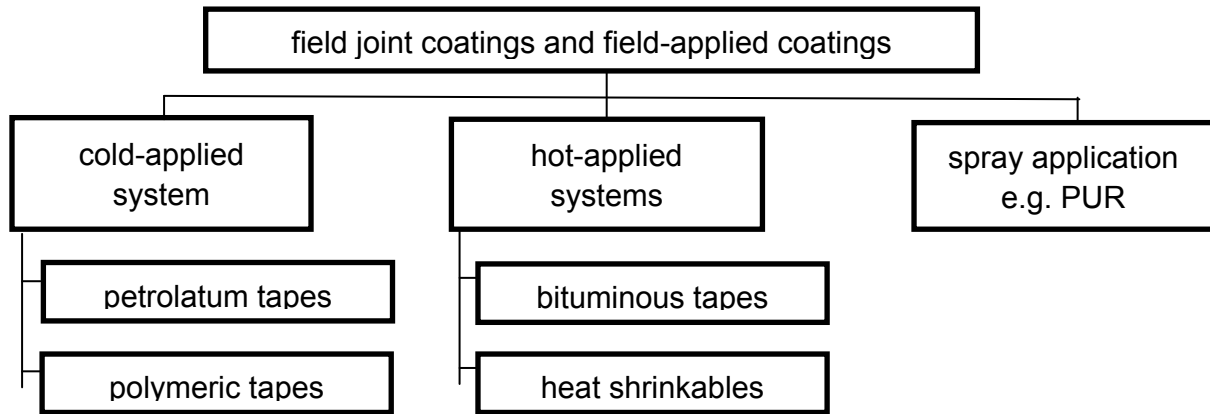 field joint coatings and field-applied coatings
cold-applied
system
hot-applied
systems
spray application
e.g. PUR
petrolatum tapes
polymeric tapes
bituminous tapes
heat shrinkables